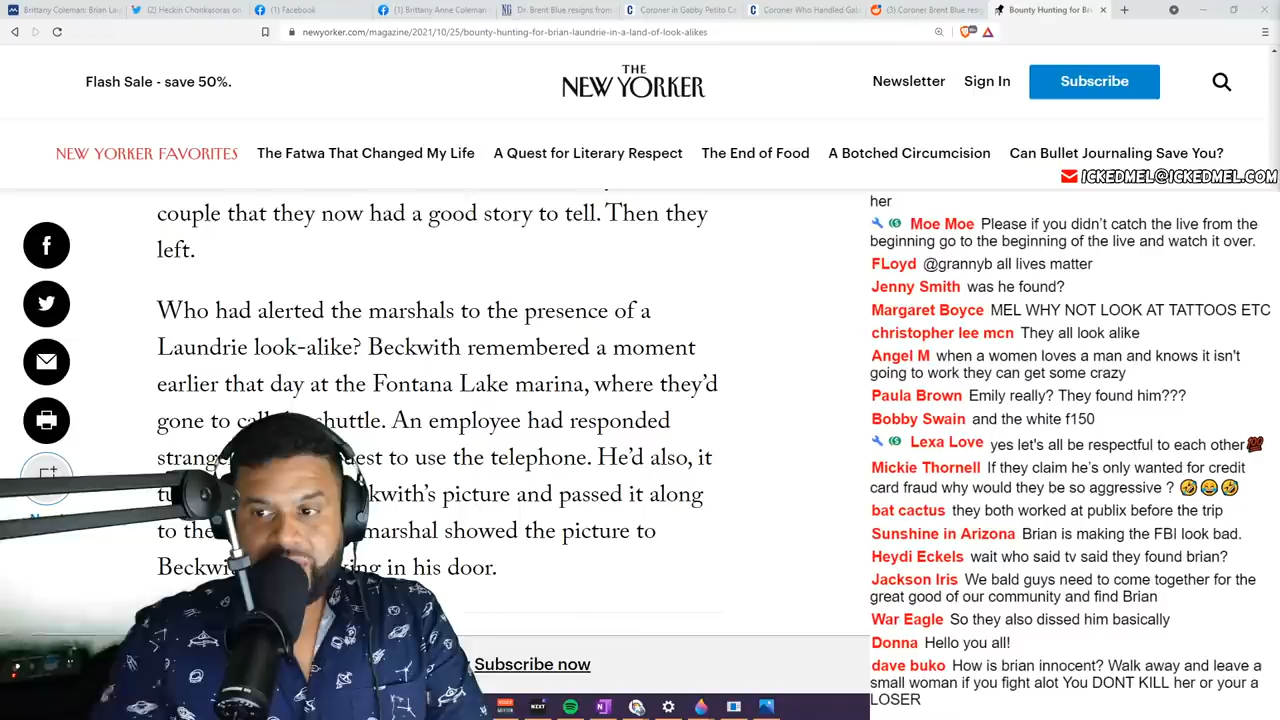 Brittany Coleman: Brian La
(2) Heckin Chonkasoras on
(1) Facebook
(1) Brittany Anne Coleman
Dr. Brent Blue resigns from
Coroner in Gabby Petito Ca
Coroner Who Handled Gab
(3) Coroner Brent Blue resig
Bounty Hunting for Bri
newyorker.com/magazine/2021/10/25/bounty-hunting-for-brian-laundrie-in-a-land-of-look-alikes
Flash Sale - save 50%.
THE
NEW YORKER
Newsletter Sign In Subscribe
NEW YORKER FAVORITES The Fatwa That Changed My Life A Quest for Literary Respect The End of Food A Botched Circumcision Can Bullet Journaling Save You?
ICKEDMEL@ICKEDMEL.COM
couple that they now had a good story to tell. Then they
left.
Who had alerted the marshals to the presence of a
Laundrie look-alike? Beckwith remembered a moment
earlier that day at the Fontana Lake marina, where they'd
gone to call shuttle. An employee had responded
to use the telephone. He'd also, it
picture and passed it along
to the marshal showed the picture to
in his door.
Subscribe now
her
Moe Moe Please if you didn't catch the live from the
beginning go to the beginning of the live and watch it over.
FLoyd @grannyb all lives matter
Jenny Smith was he found?
Margaret Boyce MEL WHY NOT LOOK AT TATTOOS ETC
christopher lee mcn They all look alike
Angel M when a women loves a man and knows it isn't
going to work they can get some crazy
Paula Brown Emily really? They found him???
Bobby Swain and the white f150
Lexa Love yes let's all be respectful to each other💯
Mickie Thornell If they claim he's only wanted for credit
card fraud why would they be so aggressive ? 🤣😂🤣
bat cactus they both worked at publix before the trip
Sunshine in Arizona Brian is making the FBI look bad.
Heydi Eckels wait who said tv said they found brian?
Jackson Iris We bald guys need to come together for the
great good of our community and find Brian
War Eagle So they also dissed him basically
Donna Hello you all!
dave buko How is brian innocent? Walk away and leave a
small woman if you fight alot You DONT KILL her or your a
LOSER